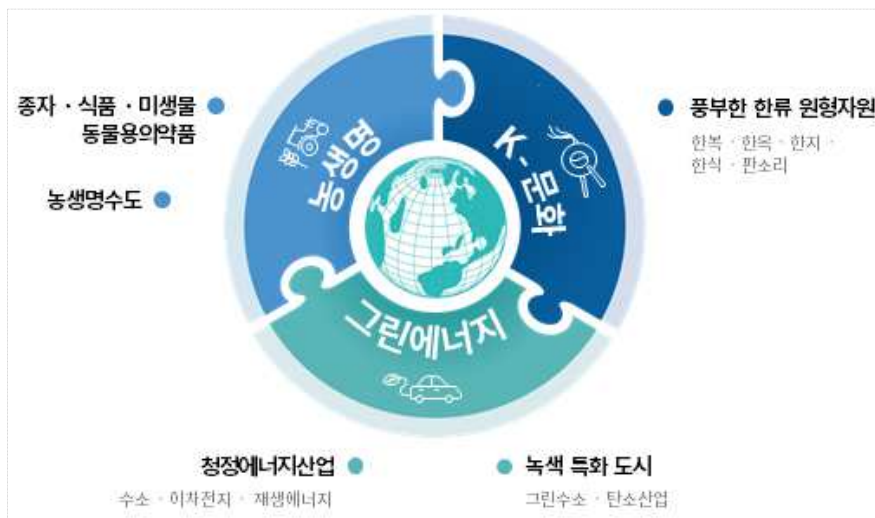 종자 · 식품 · 미생물
동물용의약품
농생명수도
농생명
K-문화
풍부한 한류 원형자원
한복 · 한옥 · 한지 ·
한식 · 판소리
그린에너지
청정에너지산업
수소 · 이차전지 · 재생에너지
녹색 특화 도시
그린수소 · 탄소산업